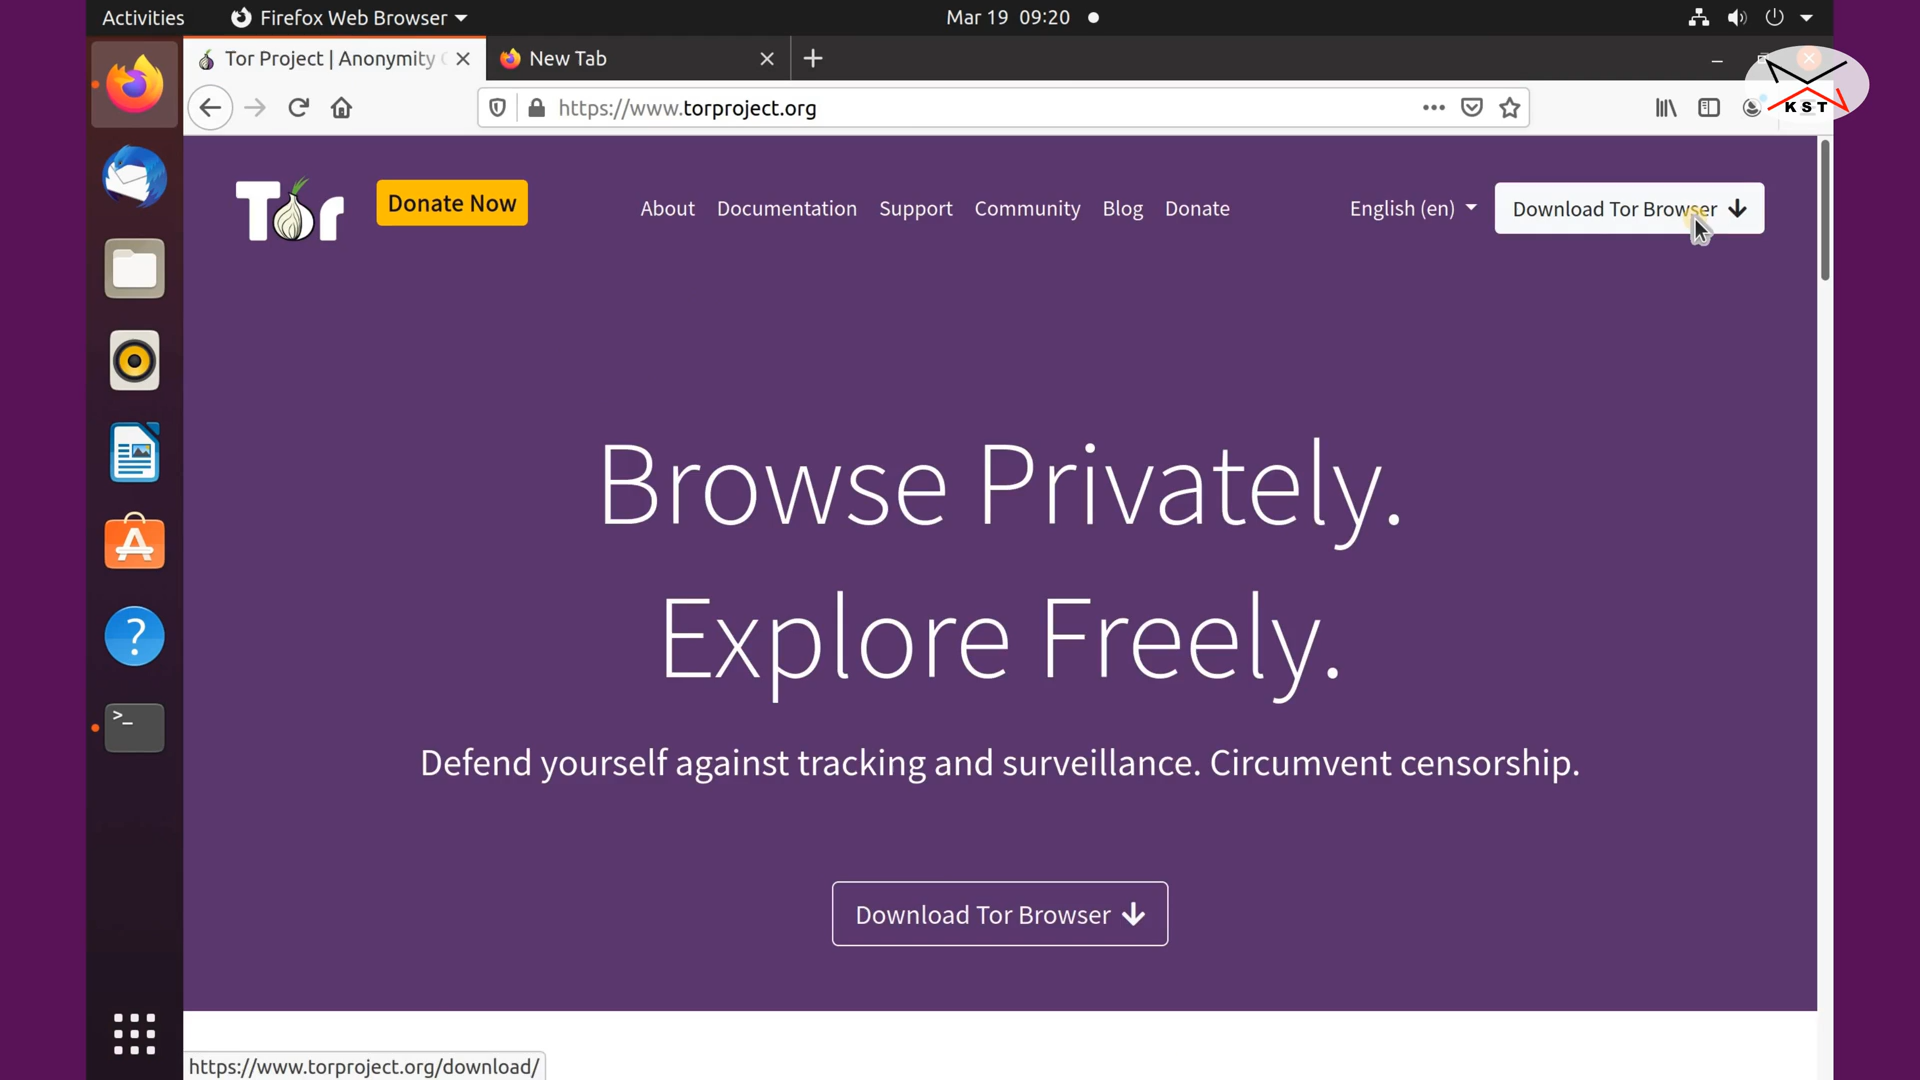 Activities
Firefox Web Browser
Mar 19 09:20
Tor Project | Anonymity
New Tab
https://www.torproject.org
KST
Tor
Donate Now
About
Documentation
Support
Community
Blog
Donate
English (en)
Download Tor Browser
Browse Privately.
Explore Freely.
Defend yourself against tracking and surveillance. Circumvent censorship.
Download Tor Browser
https://www.torproject.org/download/